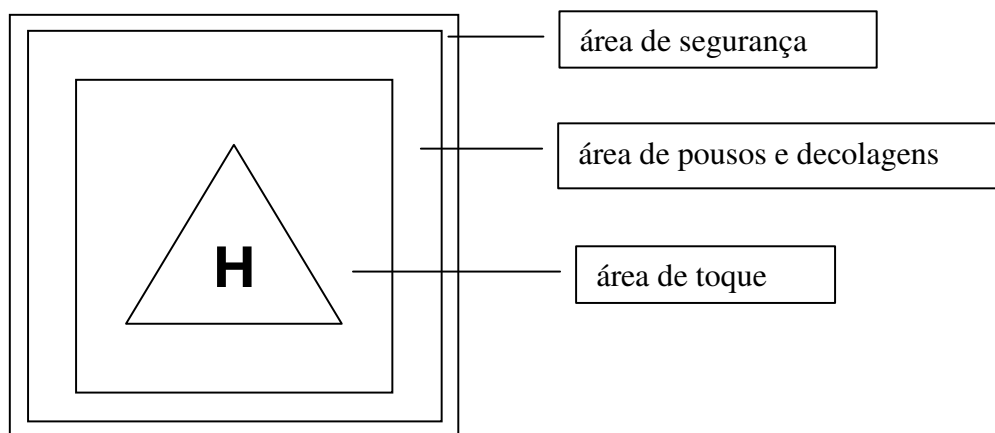 área de segurança
área de pousos e decolagens
H
área de toque